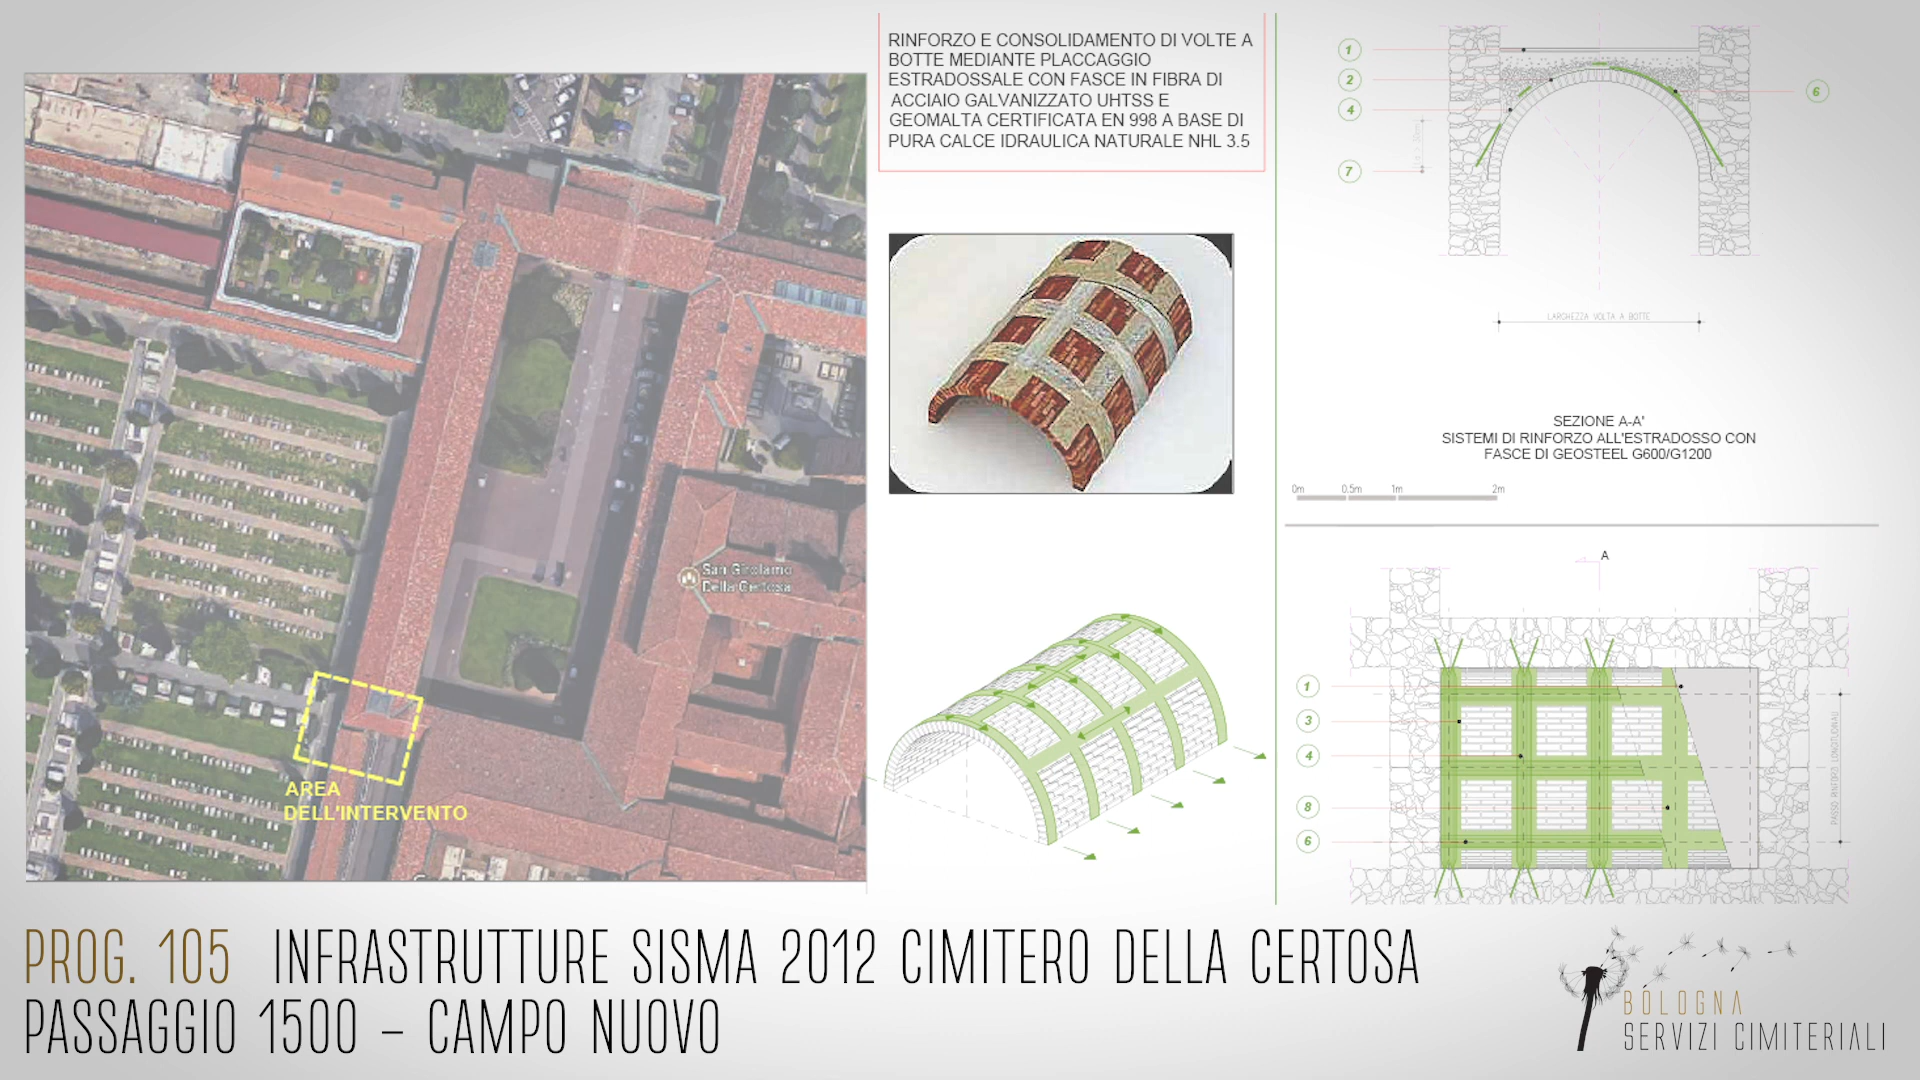 RINFORZO E CONSOLIDAMENTO DI VOLTE A
BOTTE MEDIANTE PLACCAGGIO
ESTRADOSSALE CON FASCE IN FIBRA DI
ACCIAIO GALVANIZZATO UHTSS E
GEOMALTA CERTIFICATA EN 998 A BASE DI
PURA CALCE IDRAULICA NATURALE NHL 3.5
San Girolamo
Della Certosa
AREA
DELL'INTERVENTO
1
2
4
7
6
LARGHEZZA VOLTA A BOTTE
SEZIONE A-A'
SISTEMI DI RINFORZO ALL'ESTRADOSSO CON
FASCE DI GEOSTEEL G600/G1200
0m 0.5m 1m 2m
A
1
3
4
8
6
PASSO RINFORZI LONGITUDINALI
PROG. 105 INFRASTRUTTURE SISMA 2012 CIMITERO DELLA CERTOSA
PASSAGGIO 1500 – CAMPO NUOVO
BOLOGNA
SERVIZI CIMITERIALI